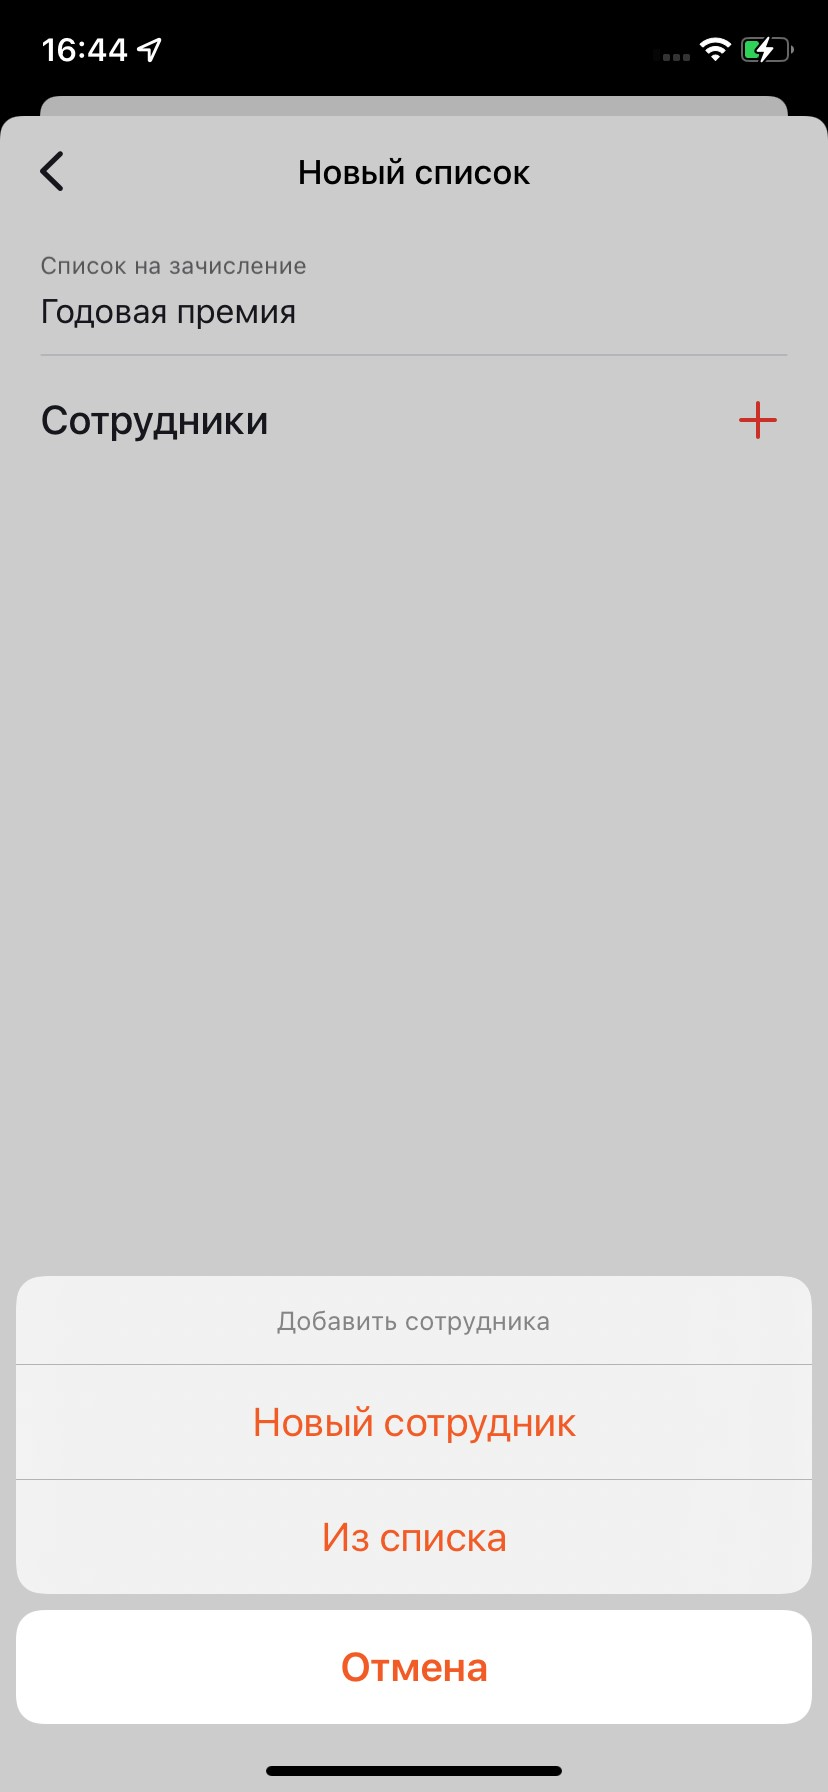 16:44
Новый список
Список на зачисление
Годовая премия
Сотрудники
Добавить сотрудника
Новый сотрудник
Из списка
Отмена